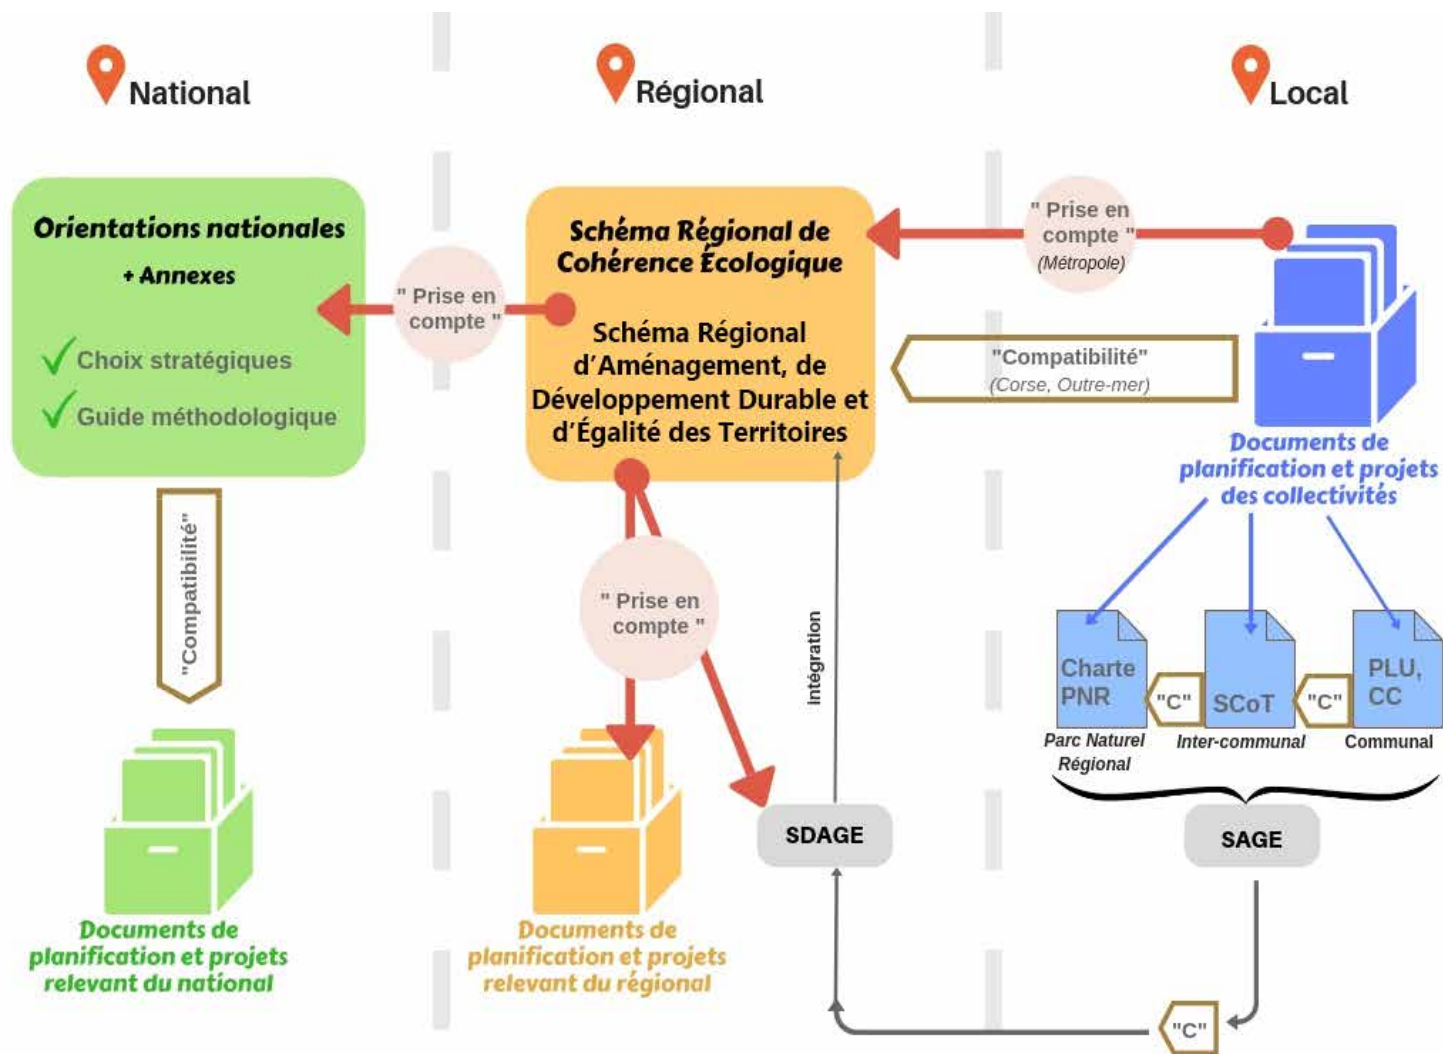 National
Régional
Local
Orientations nationales
+ Annexes
Choix stratégiques
Guide méthodologique
" Prise en
compte "
Schéma Régional de
Cohérence Écologique
Schéma Régional
d'Aménagement, de
Développement Durable et
d'Égalité des Territoires
" Prise en
compte "
(Métropole)
"Compatibilité"
(Corse, Outre-mer)
Documents de
planification et projets
des collectivités
"Compatibilité"
" Prise en
compte "
Intégration
Charte
PNR
"C"
SCoT
"C"
PLU,
CC
Parc Naturel
Régional
Inter-communal
Communal
SDAGE
SAGE
Documents de
planification et projets
relevant du national
Documents de
planification et projets
relevant du régional
"C"